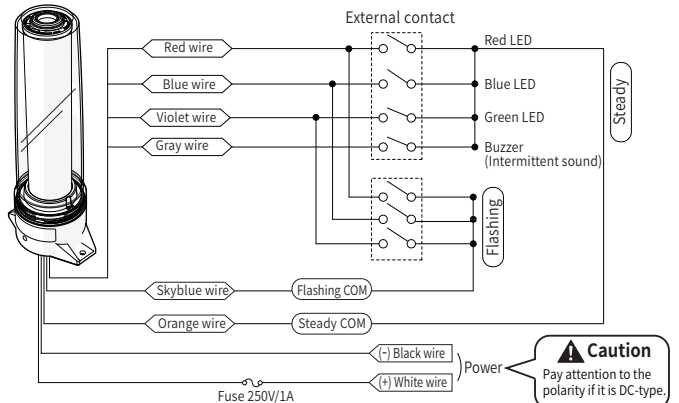 External contact
Red wire
Red LED
Blue wire
Blue LED
Violet wire
Green LED
Gray wire
Buzzer
(Intermittent sound)
Steady
Flashing
Skyblue wire
Flashing COM
Orange wire
Steady COM
(-) Black wire
(+) White wire
Power
Fuse 250V/1A
Caution
Pay attention to the
polarity if it is DC-type.